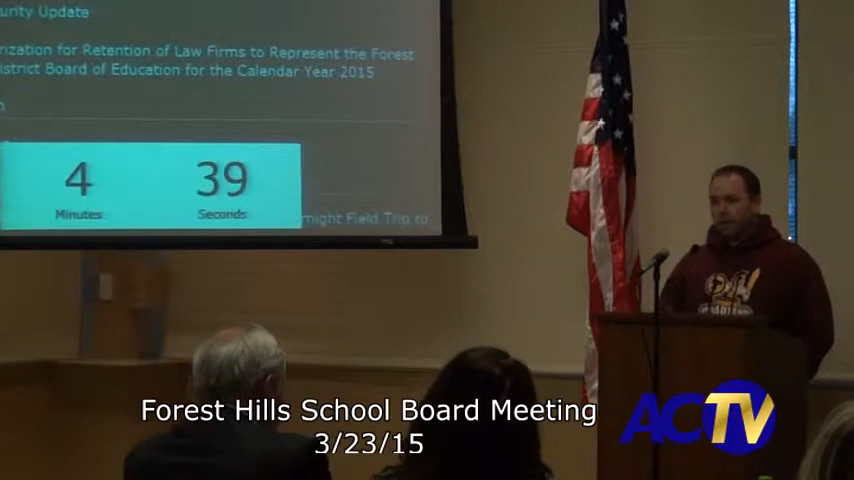 urity Update
rization for Retention of Law Firms to Represent the Forest
istrict Board of Education for the Calendar Year 2015
n
4 39
Minutes Seconds
rnight Field Trip to
Forest Hills School Board Meeting
3/23/15
ACTV